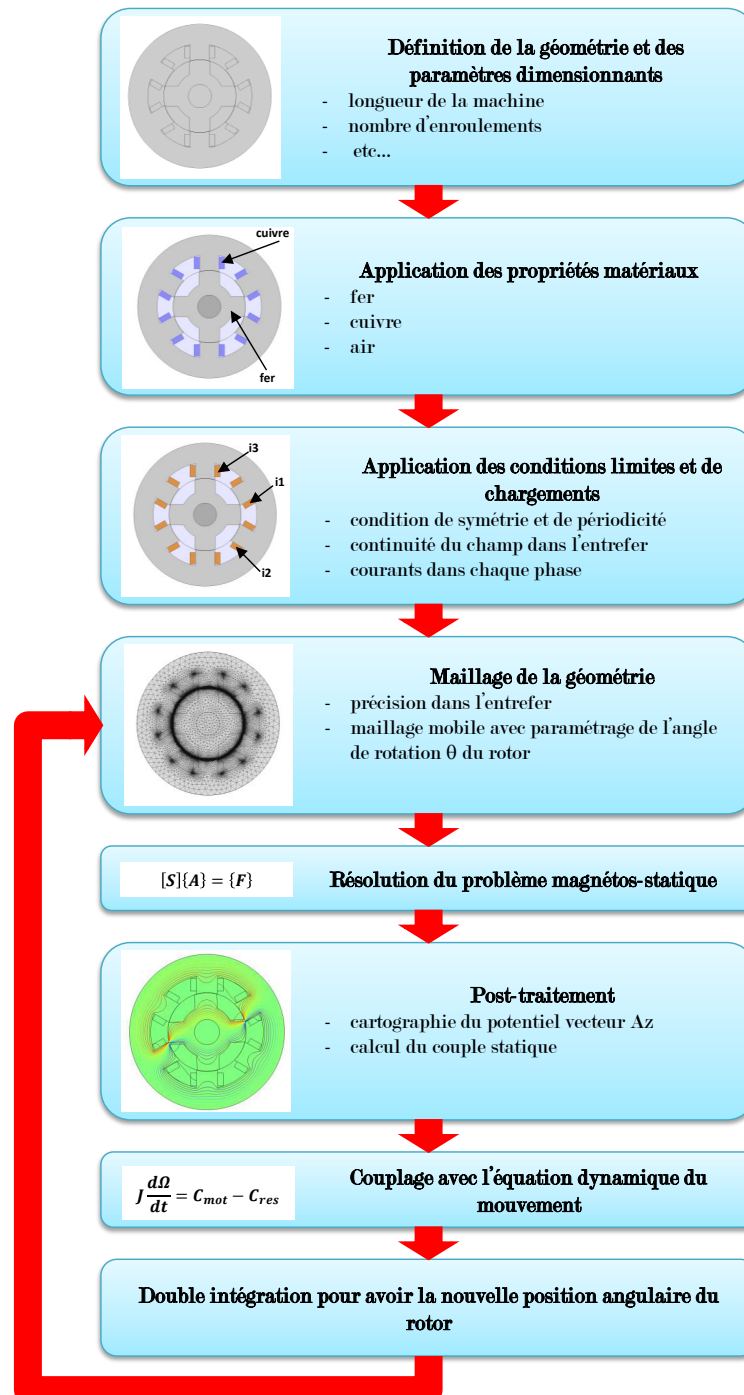 Définition de la géométrie et des
paramètres dimensionnants
- longueur de la machine
- nombre d'enroulements
- etc...
cuivre
fer
Application des propriétés matériaux
- fer
- cuivre
- air
i3
i1
i2
Application des conditions limites et de
chargements
- condition de symétrie et de périodicité
- continuité du champ dans l'entrefer
- courants dans chaque phase
Maillage de la géométrie
- précision dans l'entrefer
- maillage mobile avec paramétrage de l'angle
de rotation θ du rotor
[S]{A} = {F}
Résolution du problème magnétos-statique
Post-traitement
- cartographie du potentiel vecteur Az
- calcul du couple statique
J dΩ/dt = C_mot − C_res
Couplage avec l'équation dynamique du
mouvement
Double intégration pour avoir la nouvelle position angulaire du
rotor